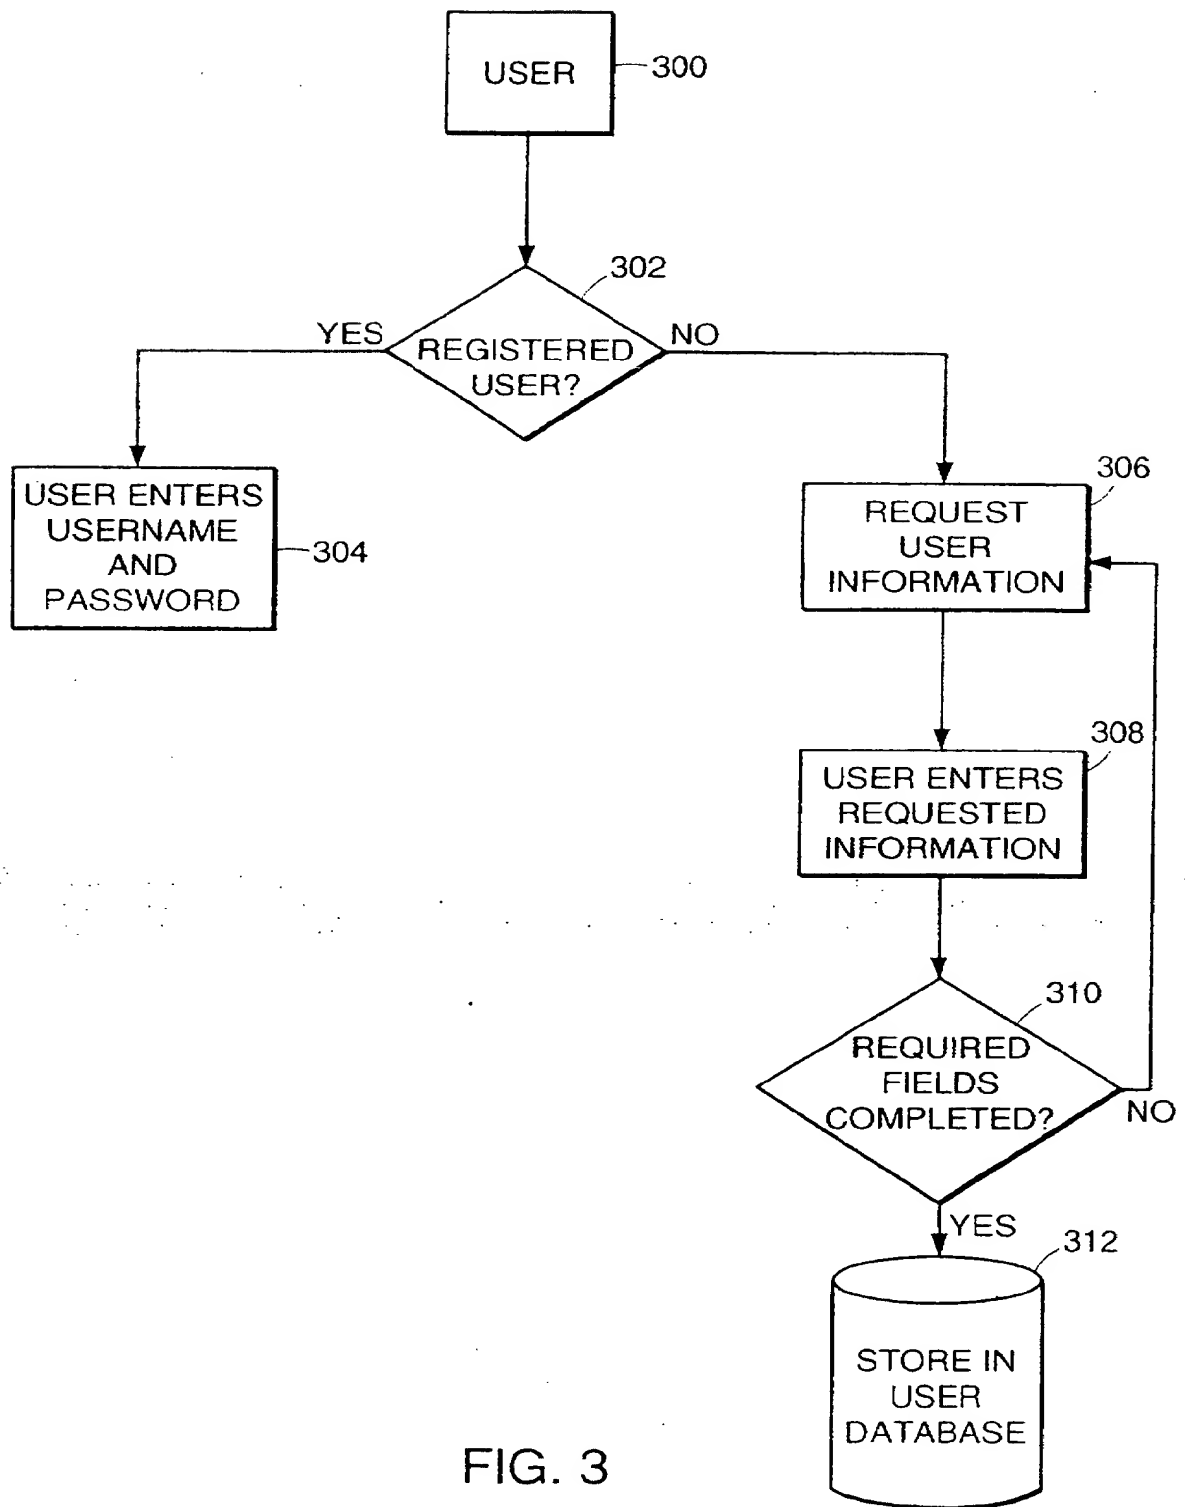 USER
300
302
YES
NO
REGISTERED
USER?
306
USER ENTERS
USERNAME
AND
PASSWORD
304
REQUEST
USER
INFORMATION
308
USER ENTERS
REQUESTED
INFORMATION
310
REQUIRED
FIELDS
COMPLETED?
NO
YES
312
STORE IN
USER
DATABASE
FIG. 3